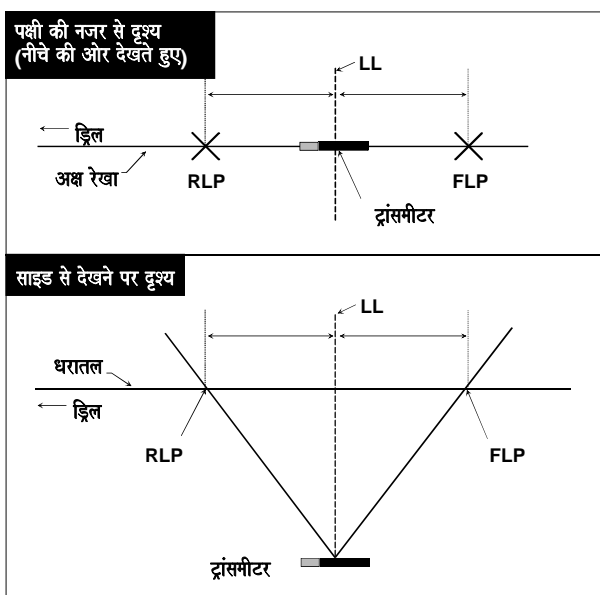 पक्षी की नजर से दृश्य
(नीचे की ओर देखते हुए)
LL
ड्रिल
अक्ष रेखा
RLP
FLP
ट्रांसमीटर
साइड से देखने पर दृश्य
LL
धरातल
ड्रिल
RLP
FLP
ट्रांसमीटर